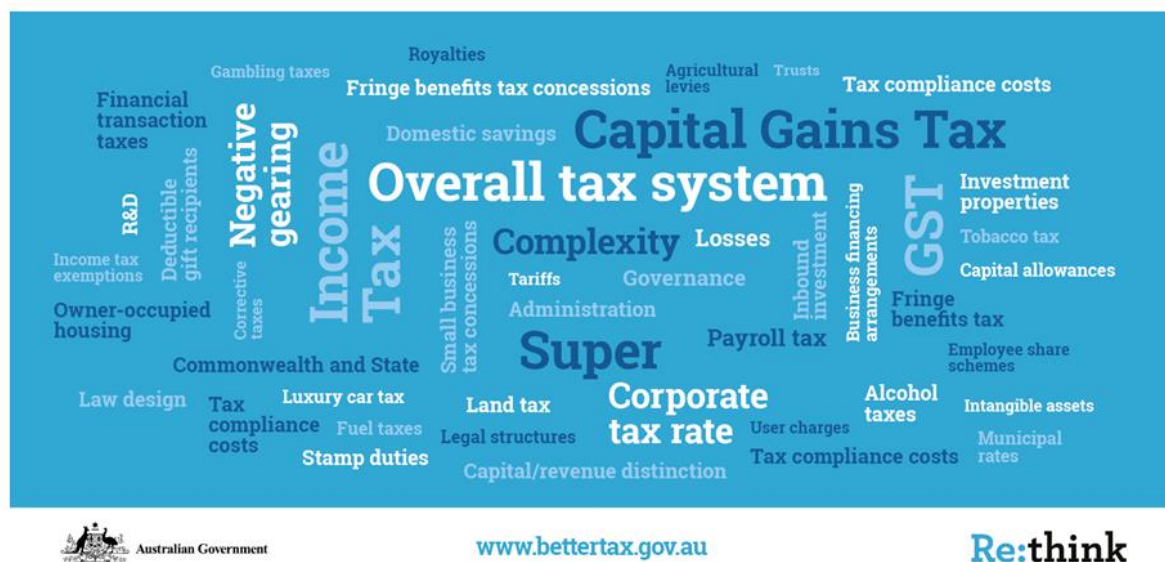 Royalties
Gambling taxes
Fringe benefits tax concessions
Agricultural
levies
Trusts
Tax compliance costs
Financial
transaction
taxes
Negative
gearing
Domestic savings
Capital Gains Tax
Income
Tax
Overall tax system
R&D
Deductible
gift recipients
Business financing
arrangements
GST
Investment
properties
Small business
tax concessions
Complexity
Losses
Inbound
investment
Tobacco tax
Income tax
exemptions
Corrective
taxes
Tariffs
Governance
Capital allowances
Owner-occupied
housing
Administration
Fringe
benefits tax
Super
Payroll tax
Commonwealth and State
Employee share
schemes
Law design
Tax
compliance
costs
Luxury car tax
Land tax
Corporate
tax rate
Alcohol
taxes
Intangible assets
Fuel taxes
Legal structures
User charges
Municipal
rates
Stamp duties
Capital/revenue distinction
Tax compliance costs
Australian Government
www.bettertax.gov.au
Re:think